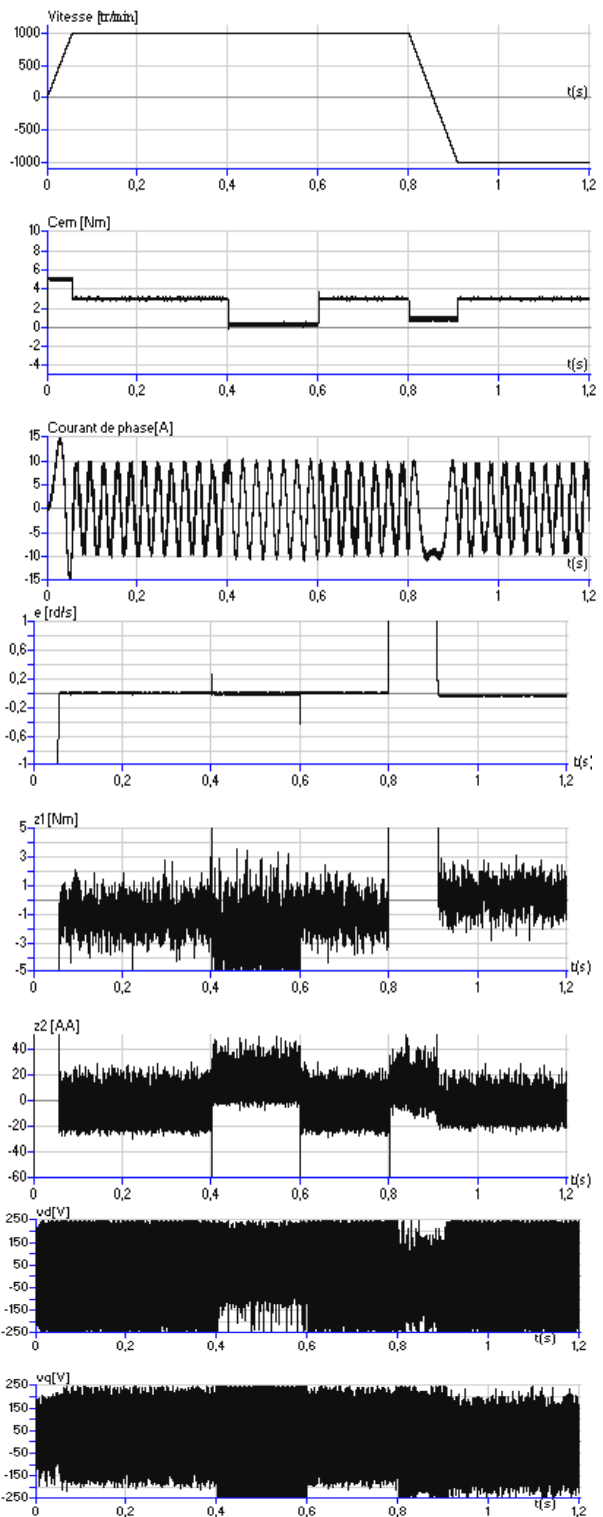 Vitesse [tr/min]
1000
500
0
-500
-1000
t(s)
0 0,2 0,4 0,6 0,8 1 1,2
Cem [Nm]
10
8
6
4
2
0
-2
-4
t(s)
0 0,2 0,4 0,6 0,8 1 1,2
Courant de phase[A]
15
10
5
0
-5
-10
-15
t(s)
0 0,2 0,4 0,6 0,8 1 1,2
e [rd/s]
1
0,6
0,2
-0,2
-0,6
-1
t(s)
0 0,2 0,4 0,6 0,8 1 1,2
z1 [Nm]
5
3
1
-1
-3
-5
t(s)
0 0,2 0,4 0,6 0,8 1 1,2
z2 [AA]
40
20
0
-20
-40
-60
t(s)
0 0,2 0,4 0,6 0,8 1 1,2
vd[V]
250
150
50
-50
-150
-250
t(s)
0 0,2 0,4 0,6 0,8 1 1,2
vq[V]
250
150
50
-50
-150
-250
t(s)
0 0,2 0,4 0,6 0,8 1 1,2